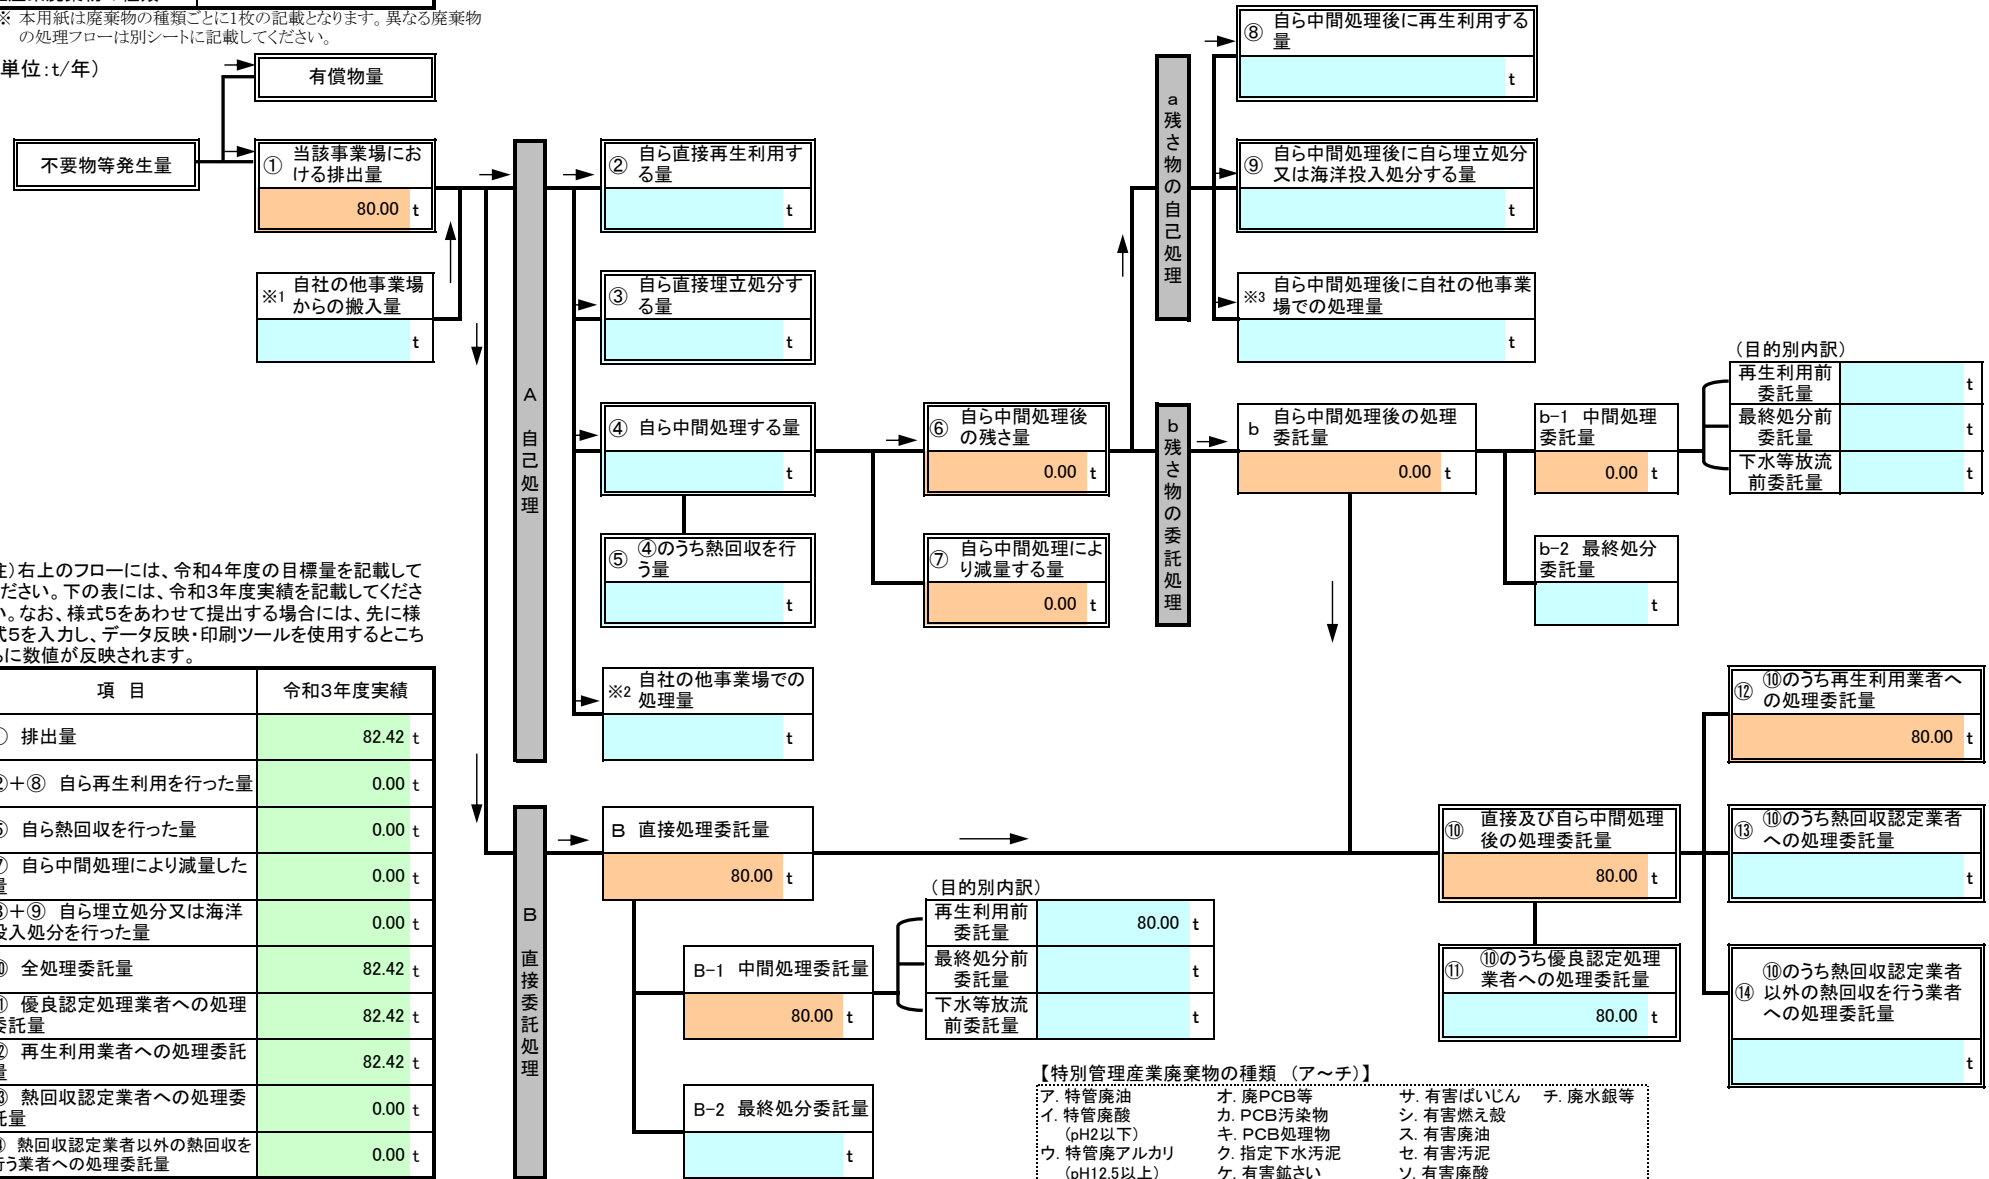 ※ 本用紙は廃棄物の種類ごとに1枚の記載となります。異なる廃棄物
の処理フローは別シートに記載してください。
単位：t/年）
有償物量
不要物等発生量
① 当該事業場にお
ける排出量
80.00 t
※1 自社の他事業場
からの搬入量
t
A 自己処理
② 自ら直接再生利用す
る量
t
③ 自ら直接埋立処分す
る量
t
④ 自ら中間処理する量
t
⑤ ④のうち熱回収を行
う量
t
※2 自社の他事業場での
処理量
t
⑥ 自ら中間処理後
の残さ量
0.00 t
⑦ 自ら中間処理によ
り減量する量
0.00 t
a 残さ物の自己処理
⑧ 自ら中間処理後に再生利用する
量
t
⑨ 自ら中間処理後に自ら埋立処分
又は海洋投入処分する量
t
※3 自ら中間処理後に自社の他事業
場での処理量
t
b 残さ物の委託処理
b 自ら中間処理後の処理
委託量
0.00 t
b-1 中間処理
委託量
0.00 t
b-2 最終処分
委託量
t
（目的別内訳）
再生利用前
委託量
t
最終処分前
委託量
t
下水等放流
前委託量
t
注）右上のフローには、令和4年度の目標量を記載して
ください。下の表には、令和3年度実績を記載してくださ
い。なお、様式5をあわせて提出する場合には、先に様
式5を入力し、データ反映・印刷ツールを使用するとこち
らに数値が反映されます。
項 目 令和3年度実績
① 排出量 82.42 t
②＋⑧ 自ら再生利用を行った量 0.00 t
⑤ 自ら熱回収を行った量 0.00 t
⑦ 自ら中間処理により減量した
量 0.00 t
③＋⑨ 自ら埋立処分又は海洋
投入処分を行った量 0.00 t
⑩ 全処理委託量 82.42 t
⑪ 優良認定処理業者への処理
委託量 82.42 t
⑫ 再生利用業者への処理委託
量 82.42 t
⑬ 熱回収認定業者への処理委
託量 0.00 t
⑭ 熱回収認定業者以外の熱回収を
行う業者への処理委託量 0.00 t
B 直接委託処理
B 直接処理委託量
80.00 t
B-1 中間処理委託量
80.00 t
B-2 最終処分委託量
t
（目的別内訳）
再生利用前
委託量
80.00 t
最終処分前
委託量
t
下水等放流
前委託量
t
⑩ 直接及び自ら中間処理
後の処理委託量
80.00 t
⑪ ⑩のうち優良認定処理
業者への処理委託量
80.00 t
⑫ ⑩のうち再生利用業者へ
の処理委託量
80.00 t
⑬ ⑩のうち熱回収認定業者
への処理委託量
t
⑭ ⑩のうち熱回収認定業者
以外の熱回収を行う業者
への処理委託量
t
【特別管理産業廃棄物の種類 （ア～チ）】
ア. 特管廃油 オ. 廃PCB等 サ. 有害ばいじん チ. 廃水銀等
イ. 特管廃酸 カ. PCB汚染物 シ. 有害燃え殻
（pH2以下） キ. PCB処理物 ス. 有害廃油
ウ. 特管廃アルカリ ク. 指定下水汚泥 セ. 有害汚泥
（pH12.5以上） ケ. 有害鉱さい ソ. 有害廃酸